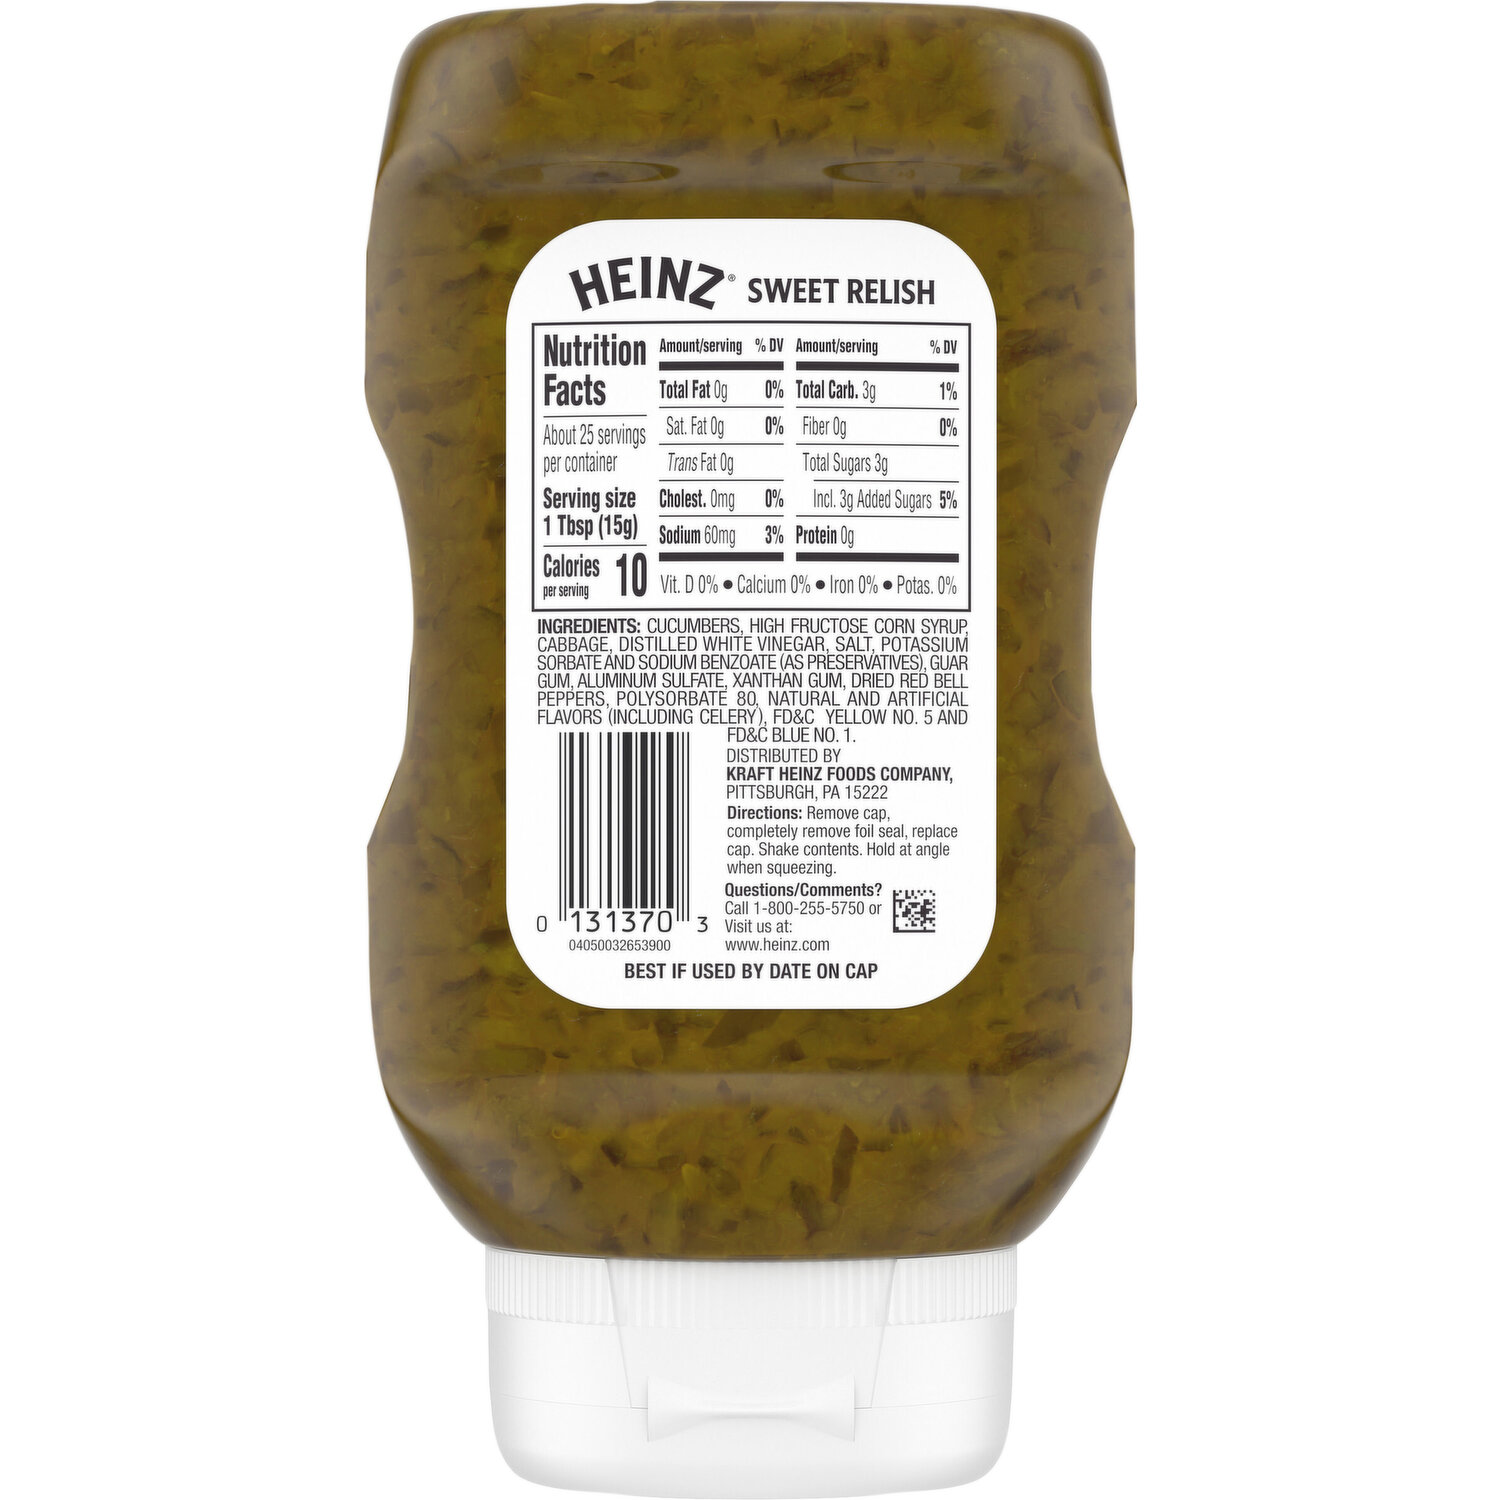 HEINZ® SWEET RELISH
Nutrition
Facts
About 25 servings
per container
Serving size
1 Tbsp (15g)
Calories 10
per serving
Amount/serving % DV
Total Fat 0g 0%
Sat. Fat 0g 0%
Trans Fat 0g
Cholest. 0mg 0%
Sodium 60mg 3%
Amount/serving % DV
Total Carb. 3g 1%
Fiber 0g 0%
Total Sugars 3g
Incl. 3g Added Sugars 5%
Protein 0g
Vit. D 0% • Calcium 0% • Iron 0% • Potas. 0%
INGREDIENTS: CUCUMBERS, HIGH FRUCTOSE CORN SYRUP,
CABBAGE, DISTILLED WHITE VINEGAR, SALT, POTASSIUM
SORBATE AND SODIUM BENZOATE (AS PRESERVATIVES), GUAR
GUM, ALUMINUM SULFATE, XANTHAN GUM, DRIED RED BELL
PEPPERS, POLYSORBATE 80, NATURAL AND ARTIFICIAL
FLAVORS (INCLUDING CELERY), FD&C YELLOW NO. 5 AND
FD&C BLUE NO. 1.
DISTRIBUTED BY
KRAFT HEINZ FOODS COMPANY,
PITTSBURGH, PA 15222
Directions: Remove cap,
completely remove foil seal, replace
cap. Shake contents. Hold at angle
when squeezing.
Questions/Comments?
Call 1-800-255-5750 or
Visit us at:
www.heinz.com
0 131370 3
04050032653900
BEST IF USED BY DATE ON CAP